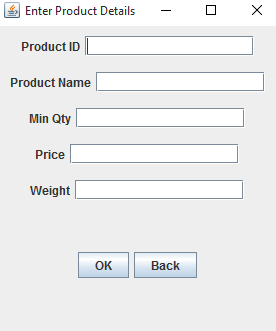 Enter Product Details
Product ID
Product Name
Min Qty
Price
Weight
OK Back